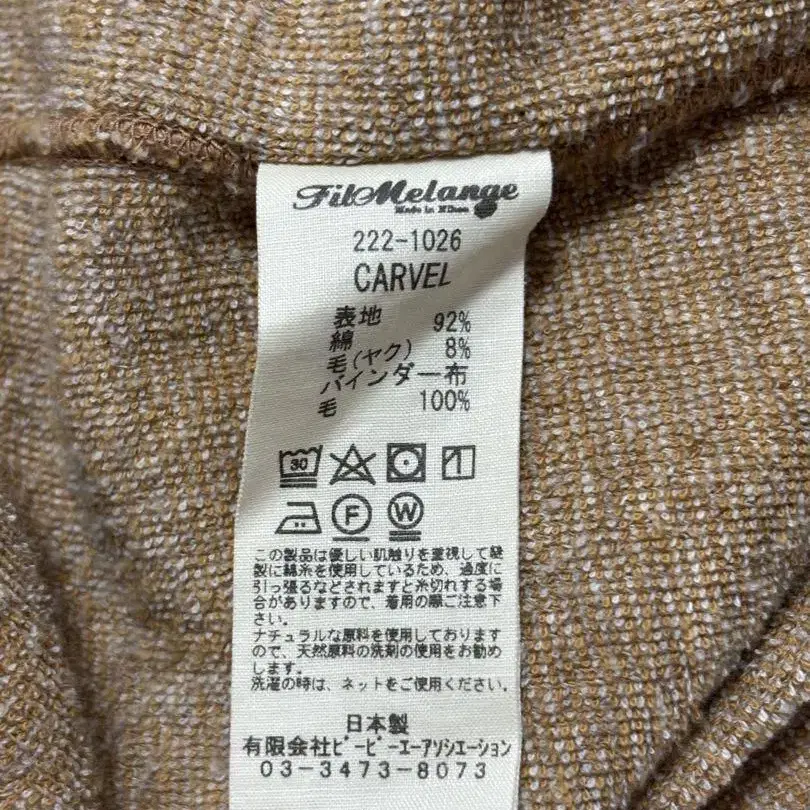 FilMelange
222-1026
CARVEL
表地
綿 92%
毛(ヤク) 8%
バインダー布
毛 100%
30
F
W
この製品は優しい肌触りを重視して縫
製に綿糸を使用しているため、過度に
引っ張るなどされますと糸切れする場
合がありますので、着用の際ご注意下
さい。
ナチュラルな原料を使用しております
ので、天然原料の洗剤の使用をお勧め
します。
洗濯の時は、ネットをご使用ください。
日本製
有限会社ビービーエーアソシエーション
03-3473-8073